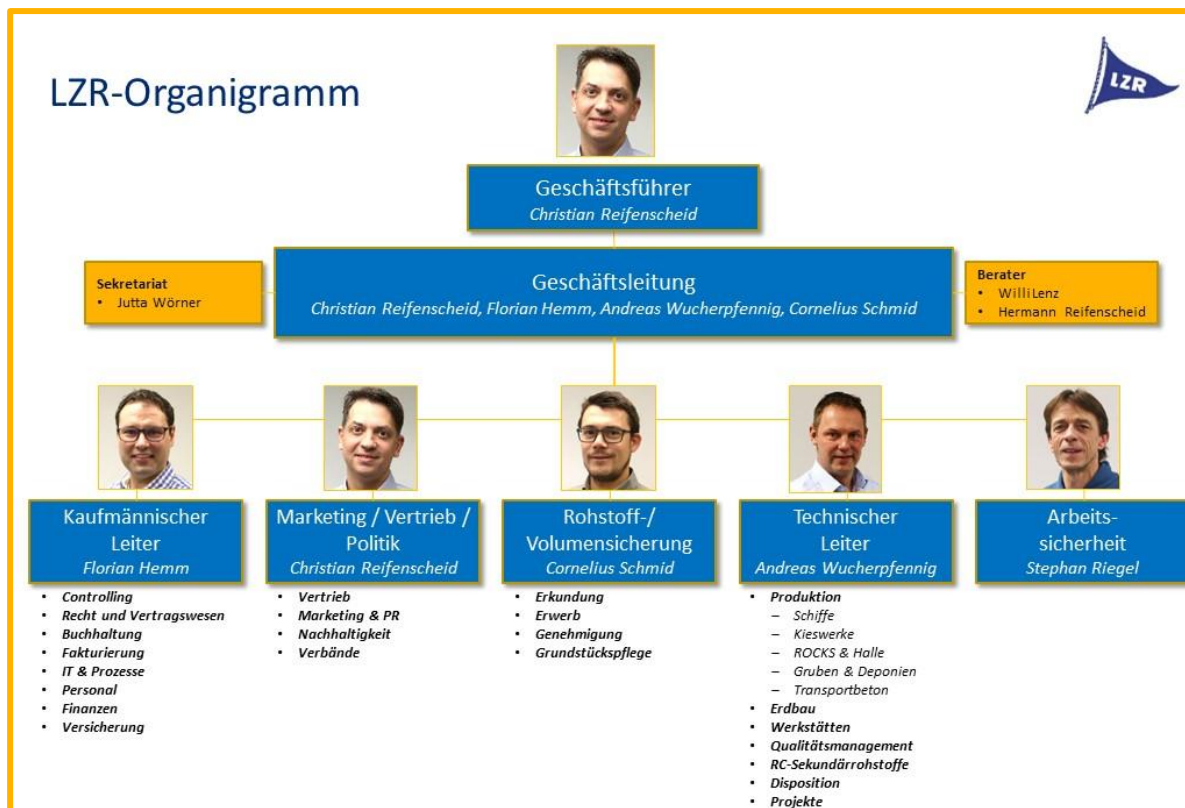 LZR-Organigramm
LZR
Geschäftsführer
Christian Reifenscheid
Sekretariat
• Jutta Wörner
Geschäftsleitung
Christian Reifenscheid, Florian Hemm, Andreas Wucherpfennig, Cornelius Schmid
Berater
• WilliLenz
• Hermann Reifenscheid
Kaufmännischer
Leiter
Florian Hemm
• Controlling
• Recht und Vertragswesen
• Buchhaltung
• Fakturierung
• IT & Prozesse
• Personal
• Finanzen
• Versicherung
Marketing / Vertrieb /
Politik
Christian Reifenscheid
• Vertrieb
• Marketing & PR
• Nachhaltigkeit
• Verbände
Rohstoff-/
Volumensicherung
Cornelius Schmid
• Erkundung
• Erwerb
• Genehmigung
• Grundstückspflege
Technischer
Leiter
Andreas Wucherpfennig
• Produktion
– Schiffe
– Kieswerke
– ROCKS & Halle
– Gruben & Deponien
– Transportbeton
• Erdbau
• Werkstätten
• Qualitätsmanagement
• RC-Sekundärrohstoffe
• Disposition
• Projekte
Arbeits-
sicherheit
Stephan Riegel